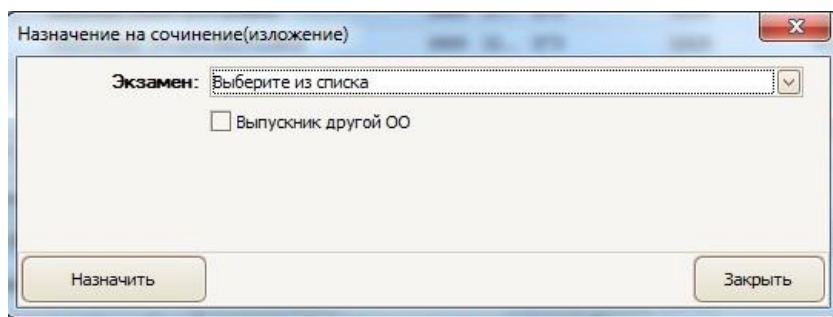 Назначение на сочинение(изложение)
Экзамен: Выберите из списка
Выпускник другой ОО
Назначить Закрыть